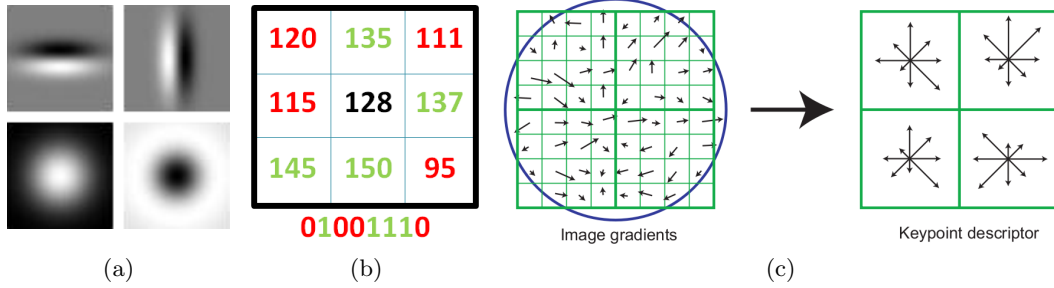 120 135 111
115 128 137
145 150 95
01001110
Image gradients
Keypoint descriptor
(a)
(b)
(c)